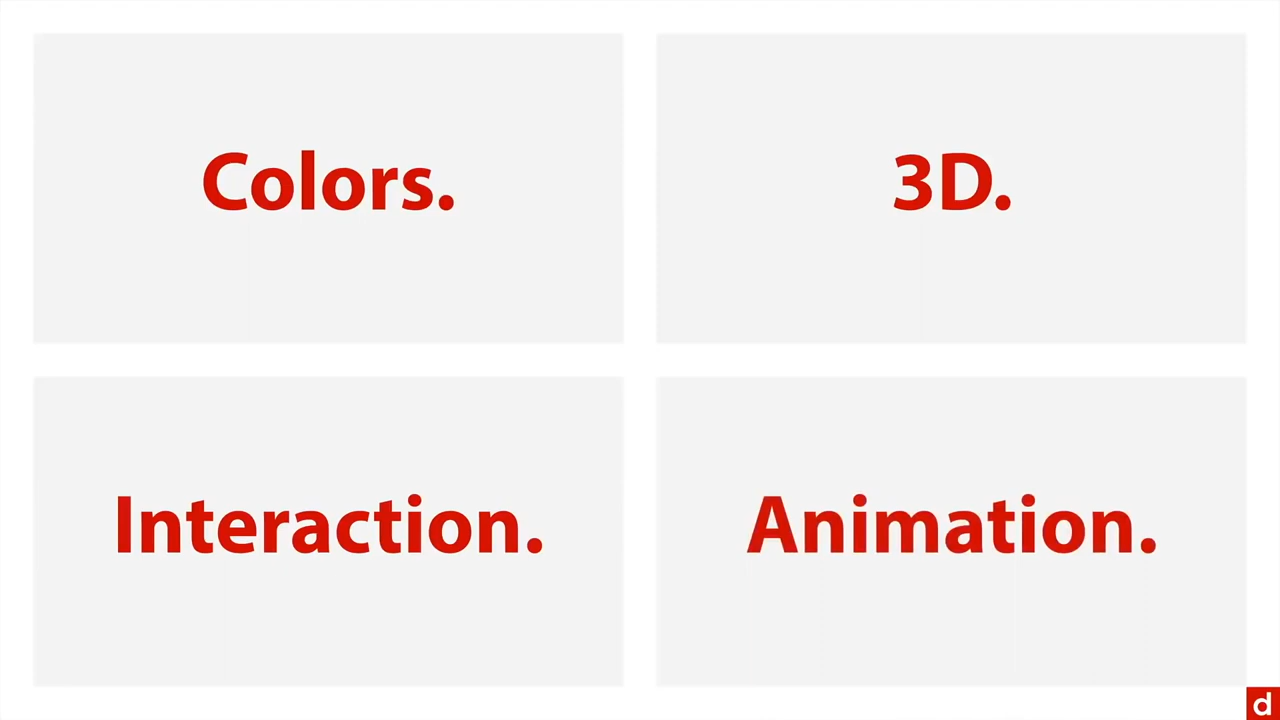 Colors.
3D.
Interaction.
Animation.
d